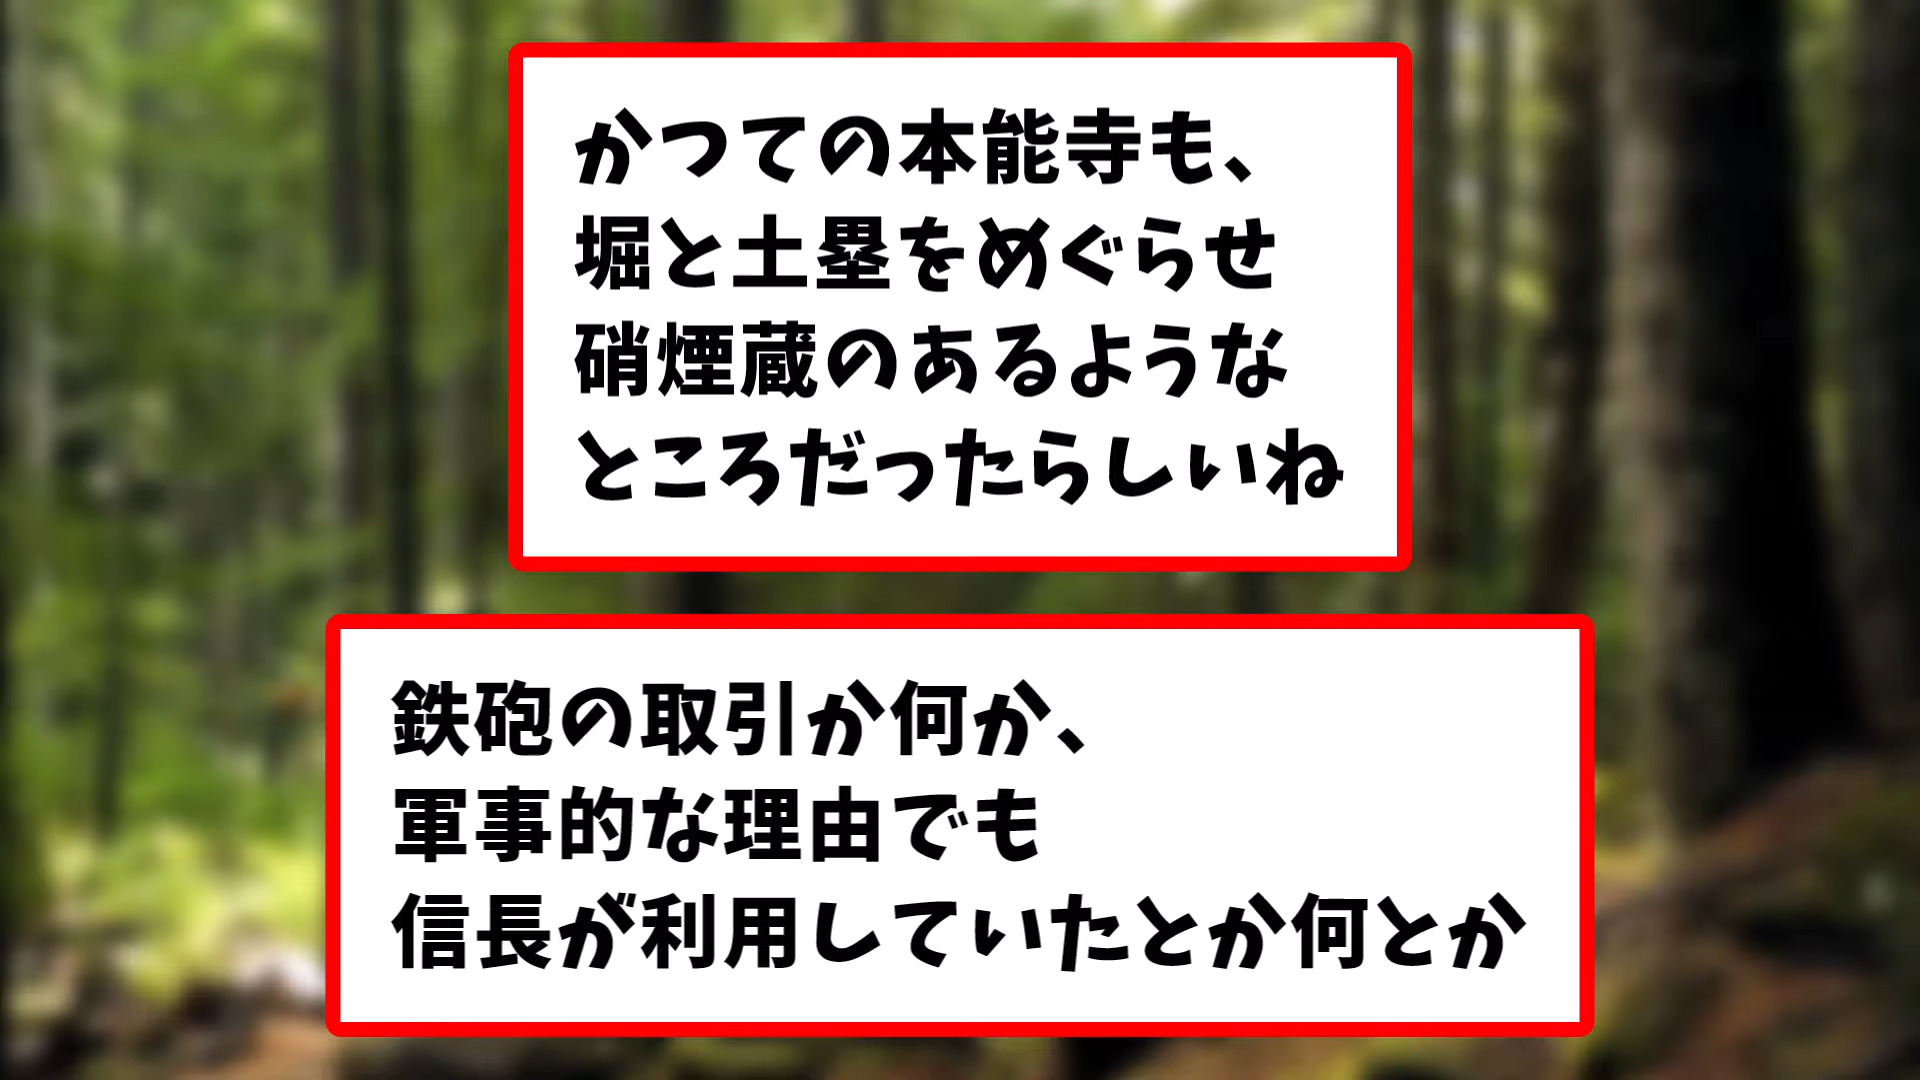 かつての本能寺も、
堀と土塁をめぐらせ
硝煙蔵のあるような
ところだったらしいね
鉄砲の取引か何か、
軍事的な理由でも
信長が利用していたとか何とか